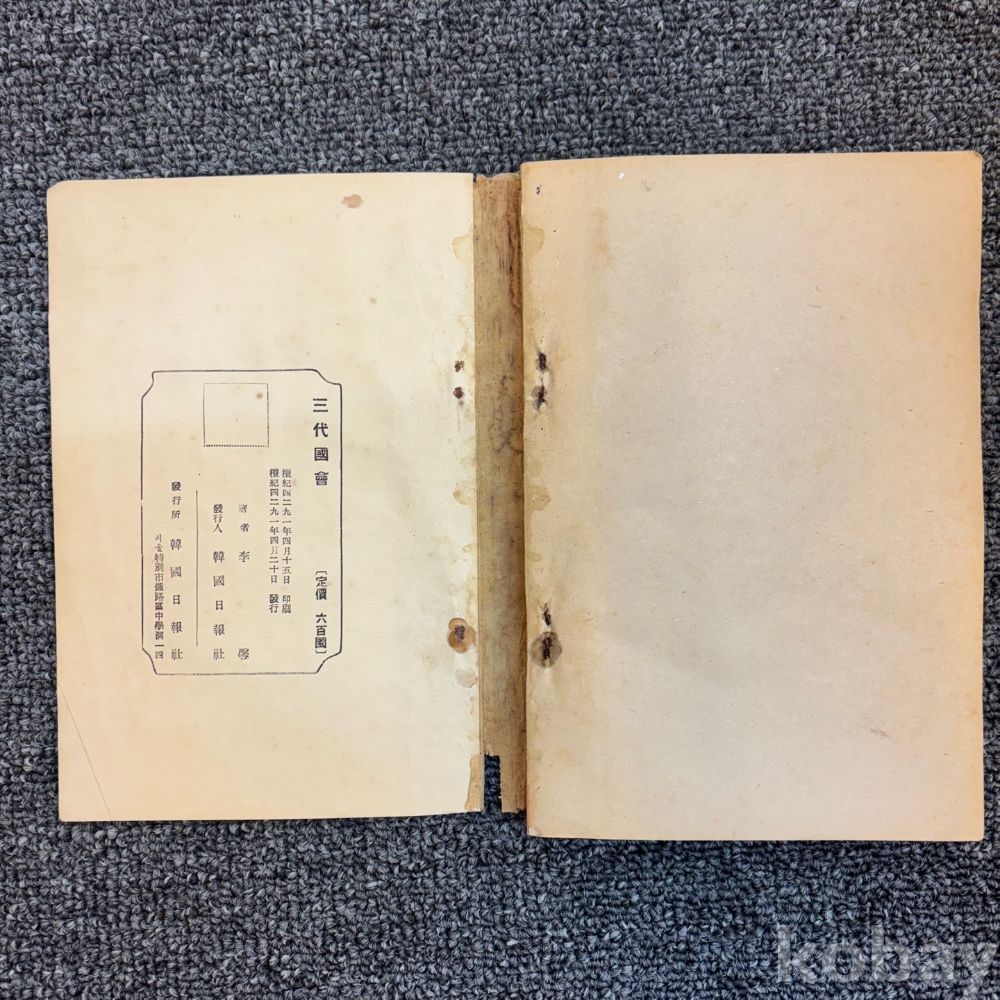 三代國會
〔定價 六百圜〕
檀紀四二九一年四月十五日 印刷
檀紀四二九一年四月二十日 發行
著者 李 馨
發行人 韓國日報社
發行所 韓國日報社
서울特別市鍾路區中學洞一四
kobay